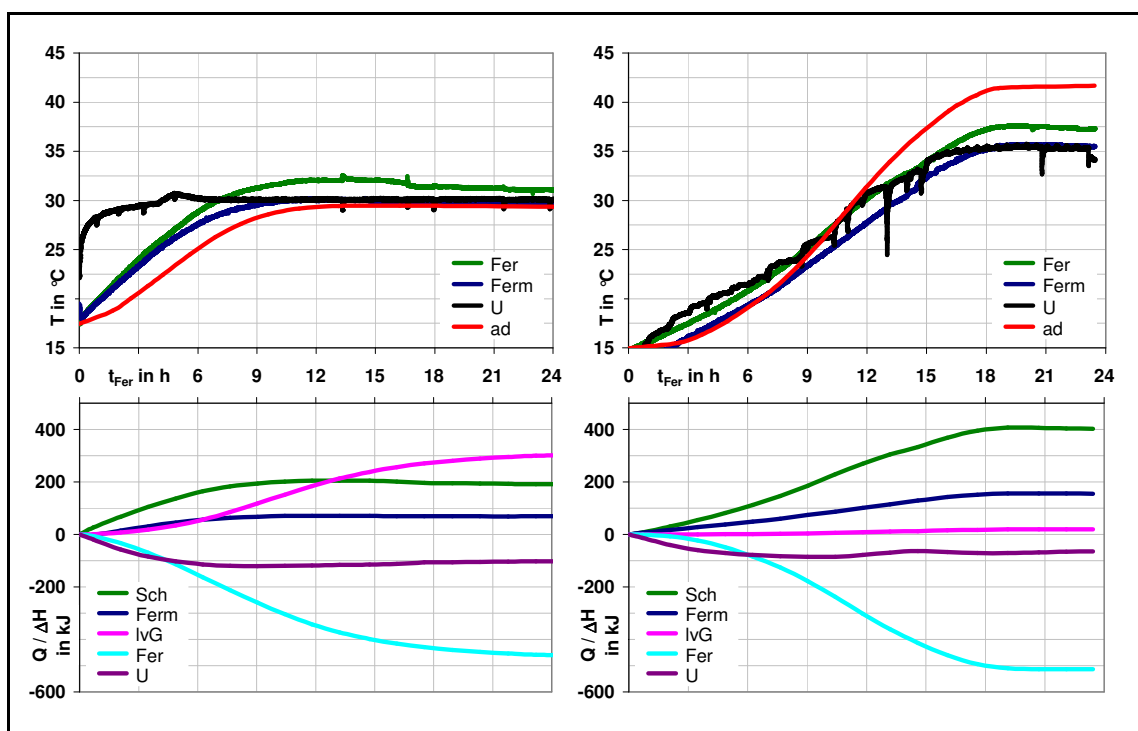 45
40
35
30
25
20
15
T in °C
Fer
Ferm
U
ad
0 t_Fer in h 6 9 12 15 18 21 24
45
40
35
30
25
20
15
T in °C
Fer
Ferm
U
ad
0 t_Fer in h 6 9 12 15 18 21 24
400
200
0
-200
-400
-600
Q / ΔH
in kJ
Sch
Ferm
lvG
Fer
U
400
200
0
-200
-400
-600
Q / ΔH
in kJ
Sch
Ferm
lvG
Fer
U